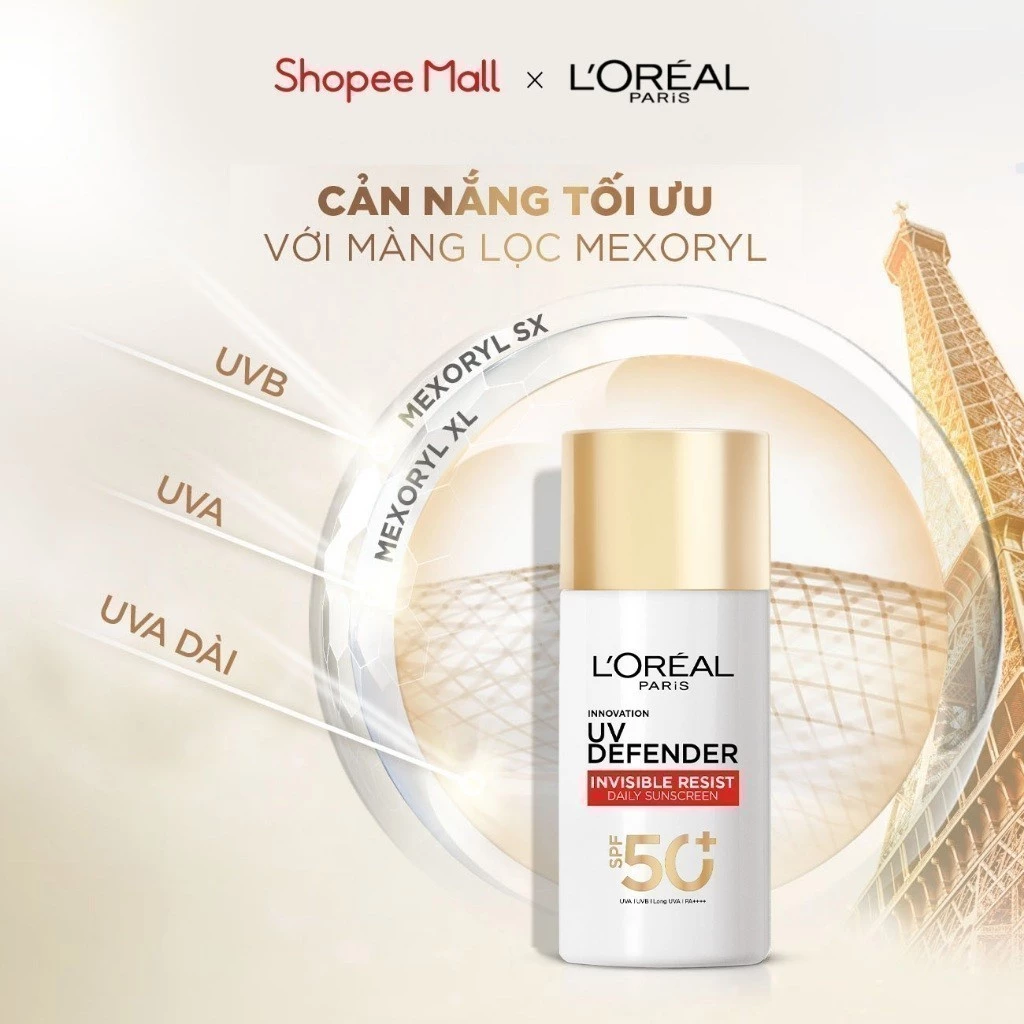 Shopee Mall × L'ORÉAL
PARIS
CẢN NẮNG TỐI ƯU
VỚI MÀNG LỌC MEXORYL
UVB
MEXORYL SX
MEXORYL XL
UVA
UVA DÀI
L'ORÉAL
PARIS
INNOVATION
UV
DEFENDER
INVISIBLE RESIST
DAILY SUNSCREEN
SPF 50+
UVA I UVB I Long UVA I PA++++